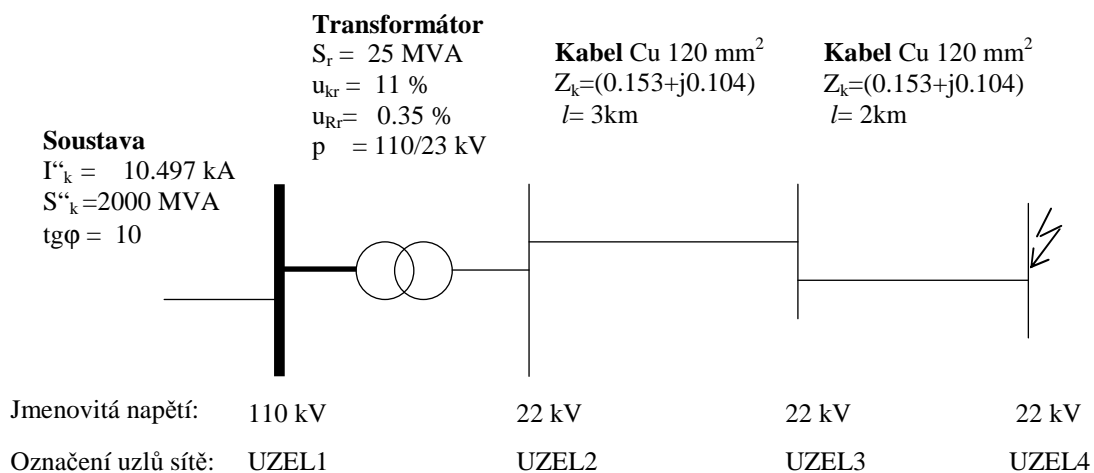 Transformátor
Sr = 25 MVA
ukr = 11 %
uRr= 0.35 %
p = 110/23 kV
Kabel Cu 120 mm²
Zk=(0.153+j0.104)
l= 3km
Kabel Cu 120 mm²
Zk=(0.153+j0.104)
l= 2km
Soustava
I“k = 10.497 kA
S“k=2000 MVA
tgφ = 10
Jmenovitá napětí: 110 kV 22 kV 22 kV 22 kV
Označení uzlů sítě: UZEL1 UZEL2 UZEL3 UZEL4